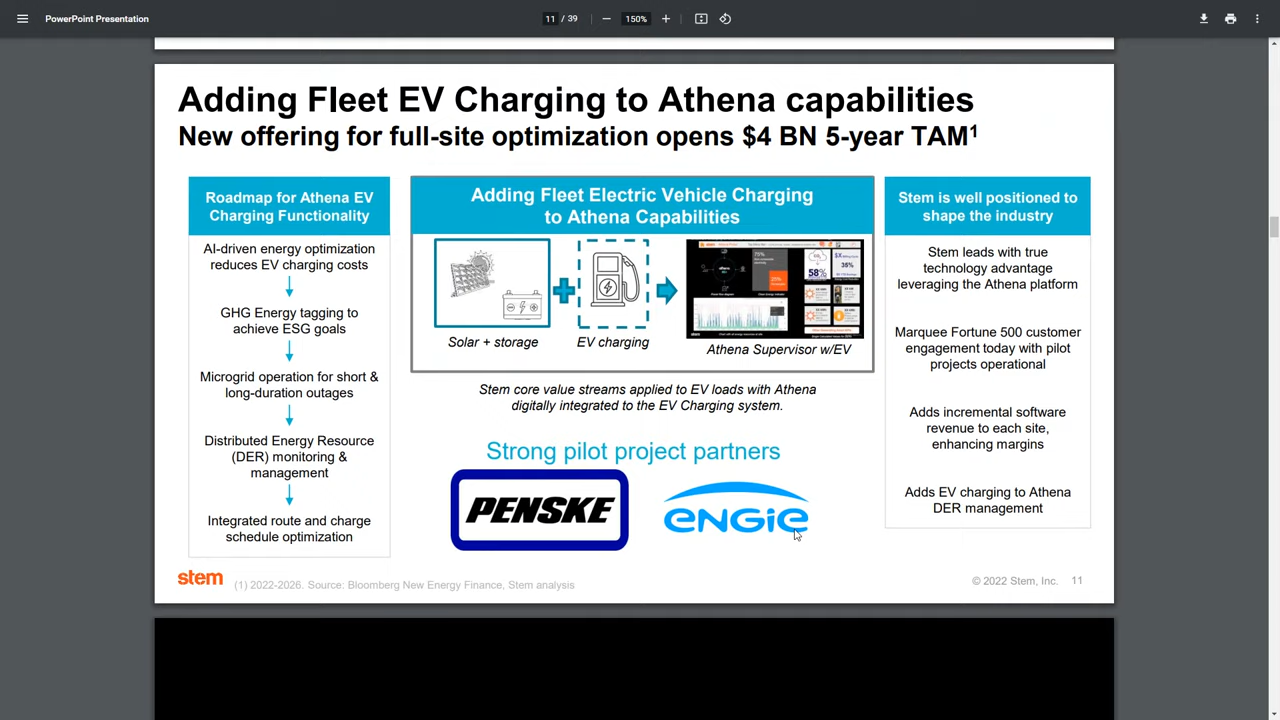 PowerPoint Presentation
11 / 39
150%
Adding Fleet EV Charging to Athena capabilities
New offering for full-site optimization opens $4 BN 5-year TAM¹
Roadmap for Athena EV
Charging Functionality
AI-driven energy optimization
reduces EV charging costs
GHG Energy tagging to
achieve ESG goals
Microgrid operation for short &
long-duration outages
Distributed Energy Resource
(DER) monitoring &
management
Integrated route and charge
schedule optimization
Adding Fleet Electric Vehicle Charging
to Athena Capabilities
58%
35%
Solar + storage
EV charging
Athena Supervisor w/EV
Stem core value streams applied to EV loads with Athena
digitally integrated to the EV Charging system.
Strong pilot project partners
PENSKE
ENGIE
Stem is well positioned to
shape the industry
Stem leads with true
technology advantage
leveraging the Athena platform
Marquee Fortune 500 customer
engagement today with pilot
projects operational
Adds incremental software
revenue to each site,
enhancing margins
Adds EV charging to Athena
DER management
stem
(1) 2022-2026. Source: Bloomberg New Energy Finance, Stem analysis
© 2022 Stem, Inc.
11